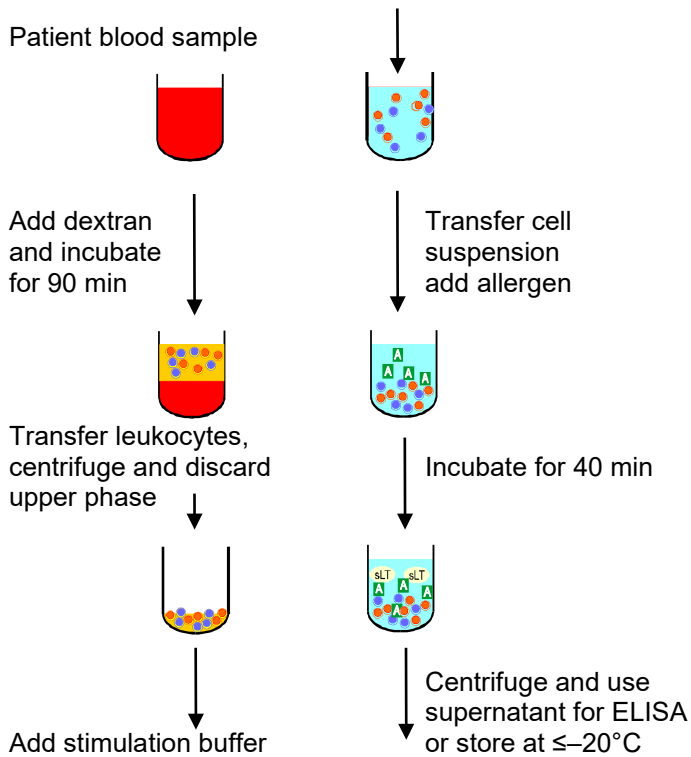 Patient blood sample
Add dextran
and incubate
for 90 min
Transfer leukocytes,
centrifuge and discard
upper phase
Add stimulation buffer
Transfer cell
suspension
add allergen
A
A
A
A
Incubate for 40 min
sLT
sLT
A
A
A
A
Centrifuge and use
supernatant for ELISA
or store at ≤–20°C